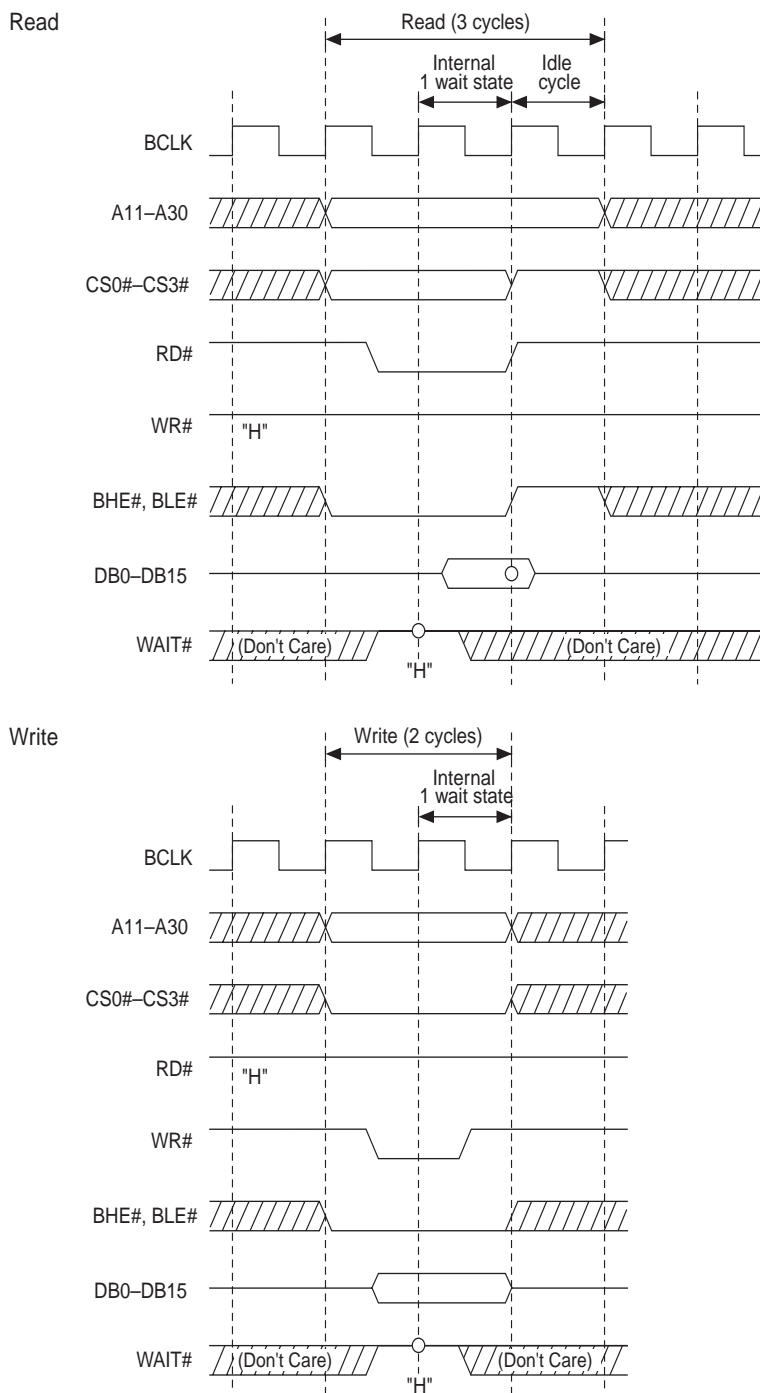 Read
Read (3 cycles)
Internal
1 wait state
Idle
cycle
BCLK
A11–A30
CS0#–CS3#
RD#
WR#
"H"
BHE#, BLE#
DB0–DB15
WAIT#
(Don't Care)
"H"
(Don't Care)
Write
Write (2 cycles)
Internal
1 wait state
BCLK
A11–A30
CS0#–CS3#
RD#
"H"
WR#
BHE#, BLE#
DB0–DB15
WAIT#
(Don't Care)
"H"
(Don't Care)